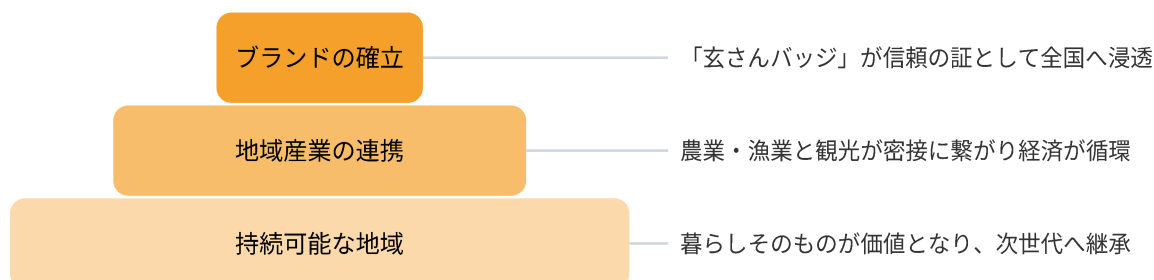 ブランドの確立
「玄さんバッジ」が信頼の証として全国へ浸透
地域産業の連携
農業・漁業と観光が密接に繋がり経済が循環
持続可能な地域
暮らしそのものが価値となり、次世代へ継承